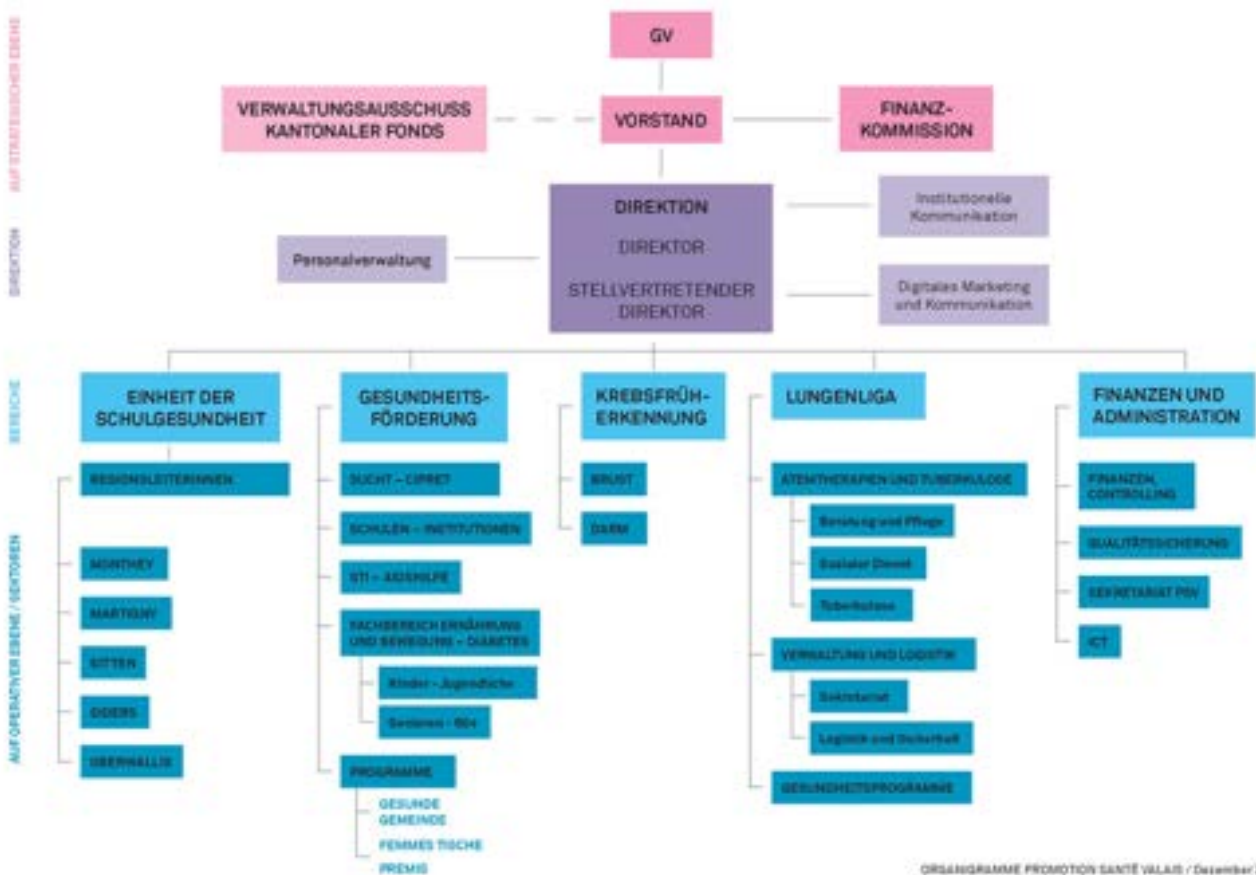 AUF STRATEGISCHER EBENE
GV
VERWALTUNGSAUSSCHUSS
KANTONALER FONDS
VORSTAND
FINANZ-
KOMMISSION
DIREKTION
DIREKTION
DIREKTOR
STELLVERTRETENDER
DIREKTOR
Institutionelle
Kommunikation
Personalverwaltung
Digitales Marketing
und Kommunikation
BEREICHE
EINHEIT DER
SCHULGESUNDHEIT
GESUNDHEITS-
FÖRDERUNG
KREBSFRÜH-
ERKENNUNG
LUNGENLIGA
FINANZEN UND
ADMINISTRATION
AUF OPERATIVER EBENE / SEKTOREN
REGIONSLEITERINNEN
MONTHEY
MARTIGNY
SITTEN
SIDERS
OBERWALLIS
SUCHT – CIPRET
SCHULEN – INSTITUTIONEN
STI – AIDSHILFE
FACHBEREICH ERNÄHRUNG
UND BEWEGUNG – DIABETES
Kinder – Jugendliche
Senioren – 60+
PROGRAMME
GESUNDE
GEMEINDE
FEMMES TISCHE
PREMIS
BRUST
DARM
ATEMTHERAPIEN UND TUBERKULOSE
Beratung und Pflege
Sozialer Dienst
Tuberkulose
VERWALTUNG UND LOGISTIK
Sekretariat
Logistik und Sicherheit
GESUNDHEITSPROGRAMME
FINANZEN,
CONTROLLING
QUALITÄTSSICHERUNG
SEKRETARIAT PSV
ICT
ORGANIGRAMME PROMOTION SANTÉ VALAIS / Dezember